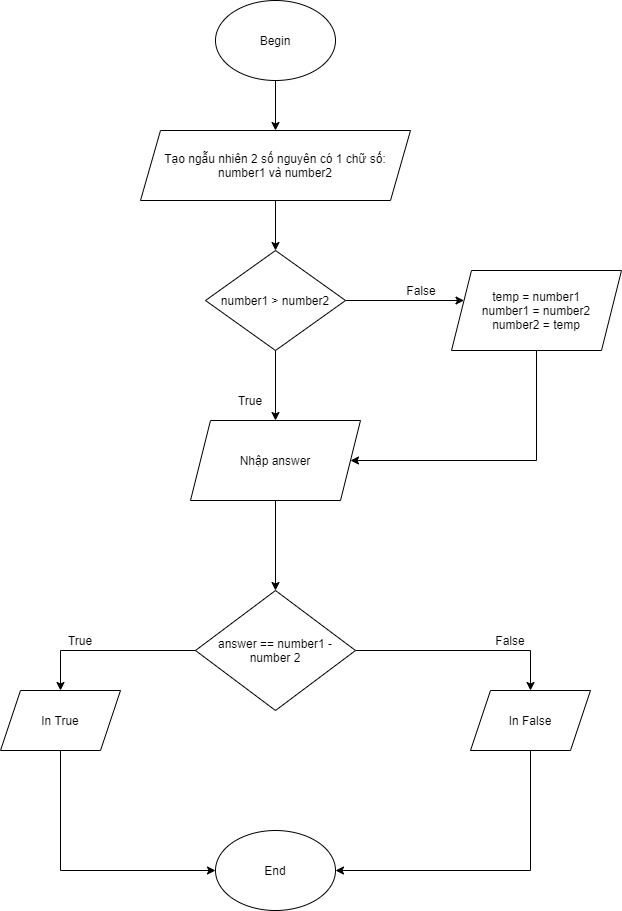 Begin
Tạo ngẫu nhiên 2 số nguyên có 1 chữ số:
number1 và number2
number1 > number2
False
temp = number1
number1 = number2
number2 = temp
True
Nhập answer
answer == number1 -
number 2
True
False
In True
In False
End